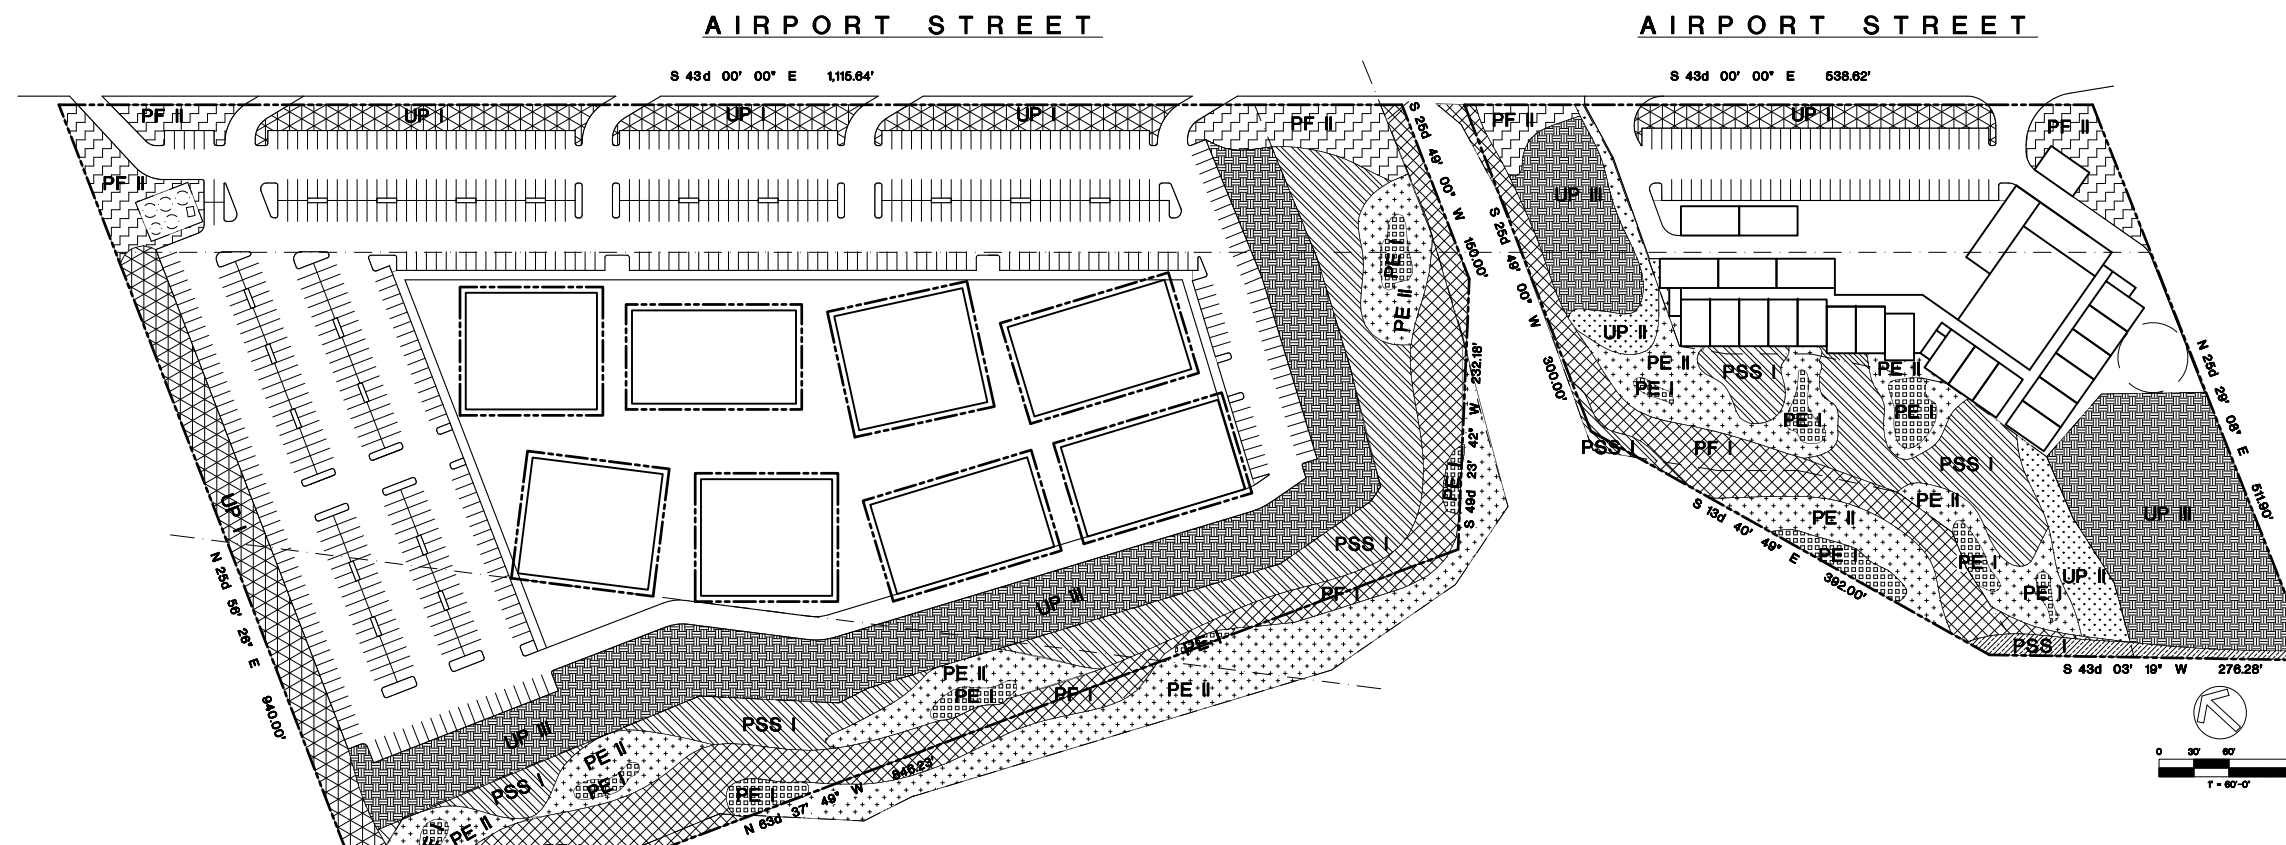 AIRPORT STREET
AIRPORT STREET
S 43d 00' 00" E 1,115.64'
S 43d 00' 00" E 538.62'
PF II
UP I
UP I
UP I
PF II
PF II
UP I
PF II
PF II
S 25d 49' 00" W 150.00'
S 25d 49' 00" W 300.00'
UP III
PE I
PE II
UP II
PE II
PE I
PSS I
PE II
PE I
PE I
232.18'
S 49d 23' 42" W
N 25d 29' 08" E 511.90'
PSS I
PF I
PSS I
PE I
PE II
PE II
UP III
UP I
S 13d 40' 49" E 392.00'
PSS I
PE I
PE I
UP II
PE I
N 25d 56' 26" E 940.00'
UP III
PF I
PE I
PSS I
S 43d 03' 19" W 276.28'
PE II
PE I
PF I
PE II
UP III
PSS I
PE II
PE I
PSS I
PE I
N 63d 37' 49" W 846.23'
PE II
0 30' 60'
1" = 60'-0"